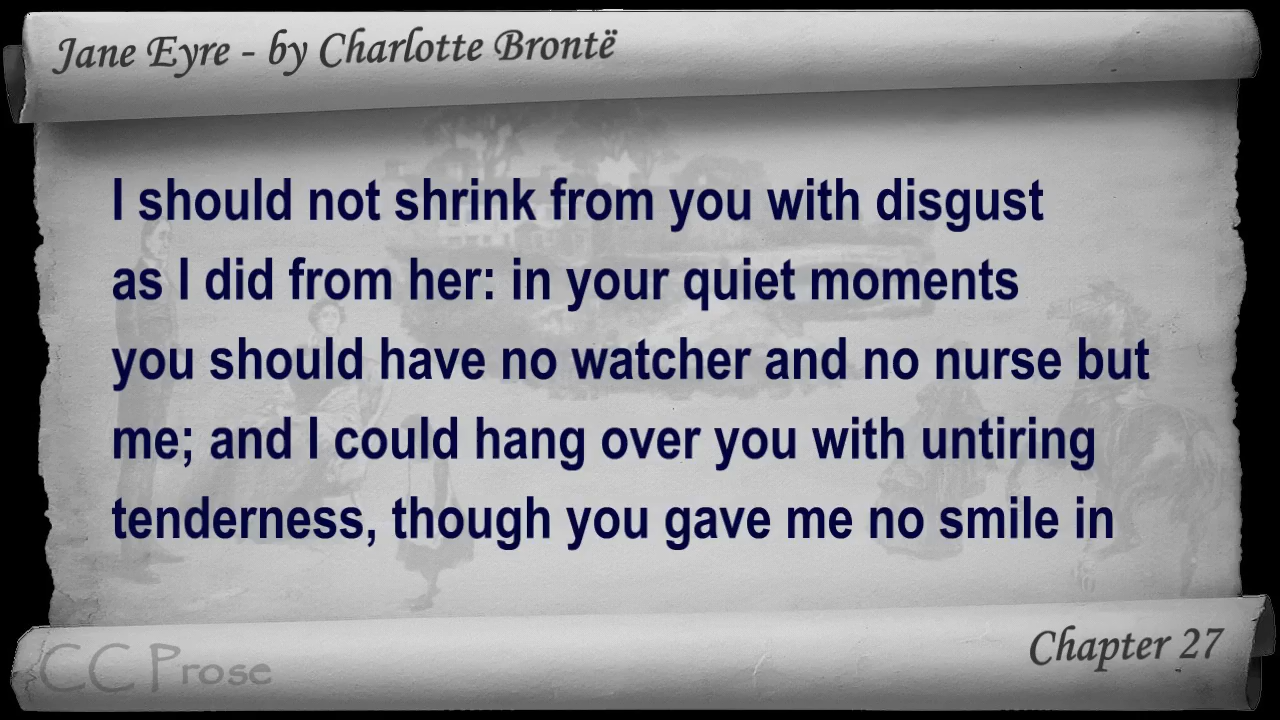 Jane Eyre - by Charlotte Brontë
I should not shrink from you with disgust
as I did from her: in your quiet moments
you should have no watcher and no nurse but
me; and I could hang over you with untiring
tenderness, though you gave me no smile in
CC Prose
Chapter 27